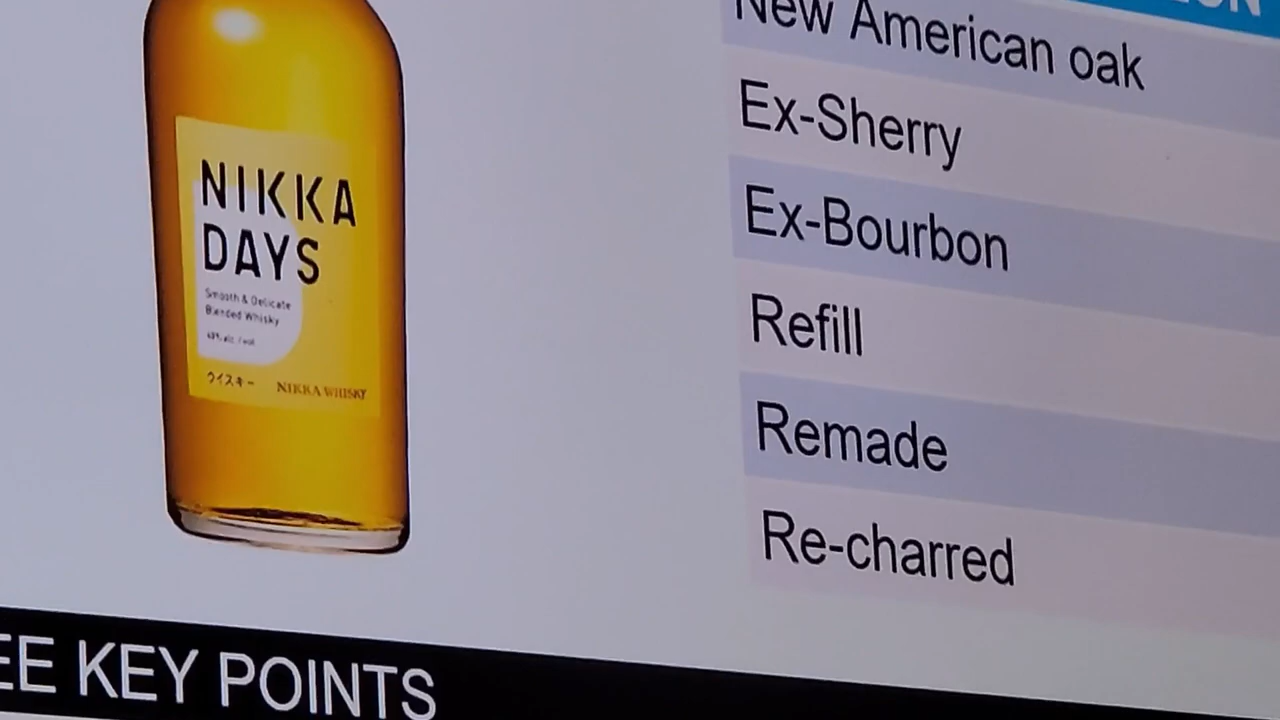 New American oak
Ex-Sherry
Ex-Bourbon
Refill
Remade
Re-charred
NIKKA
DAYS
Smooth & Delicate
Blended Whisky
ウイスキー NIKKA WHISKY
KEY POINTS